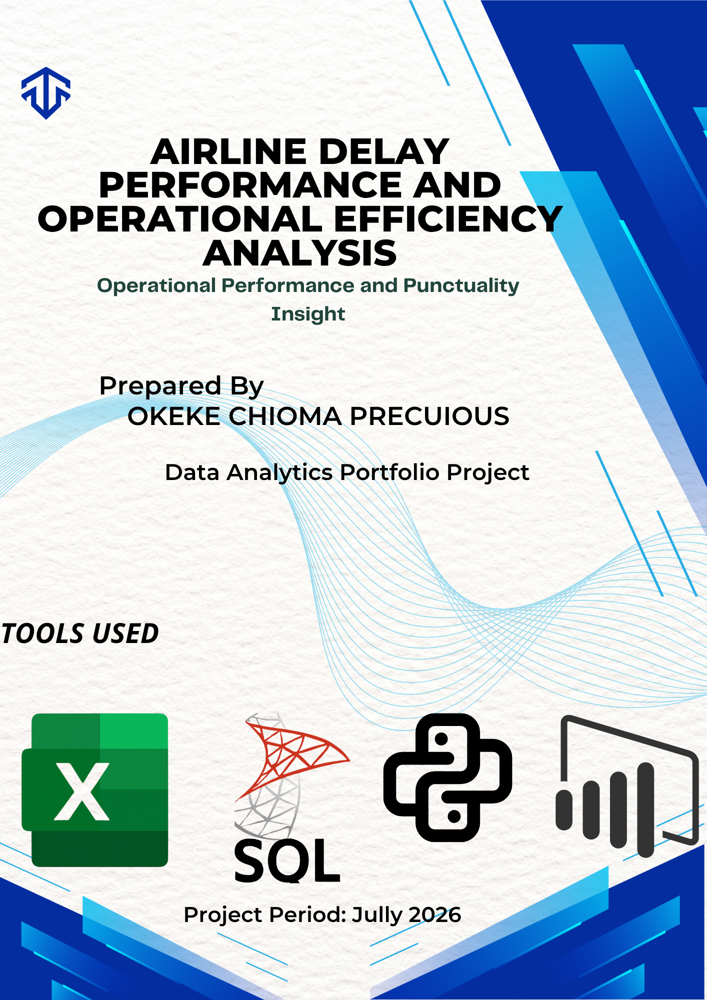 AIRLINE DELAY
PERFORMANCE AND
OPERATIONAL EFFICIENCY
ANALYSIS
Operational Performance and Punctuality
Insight
Prepared By
OKEKE CHIOMA PRECUIOUS
Data Analytics Portfolio Project
TOOLS USED
X
SQL
Project Period: Jully 2026